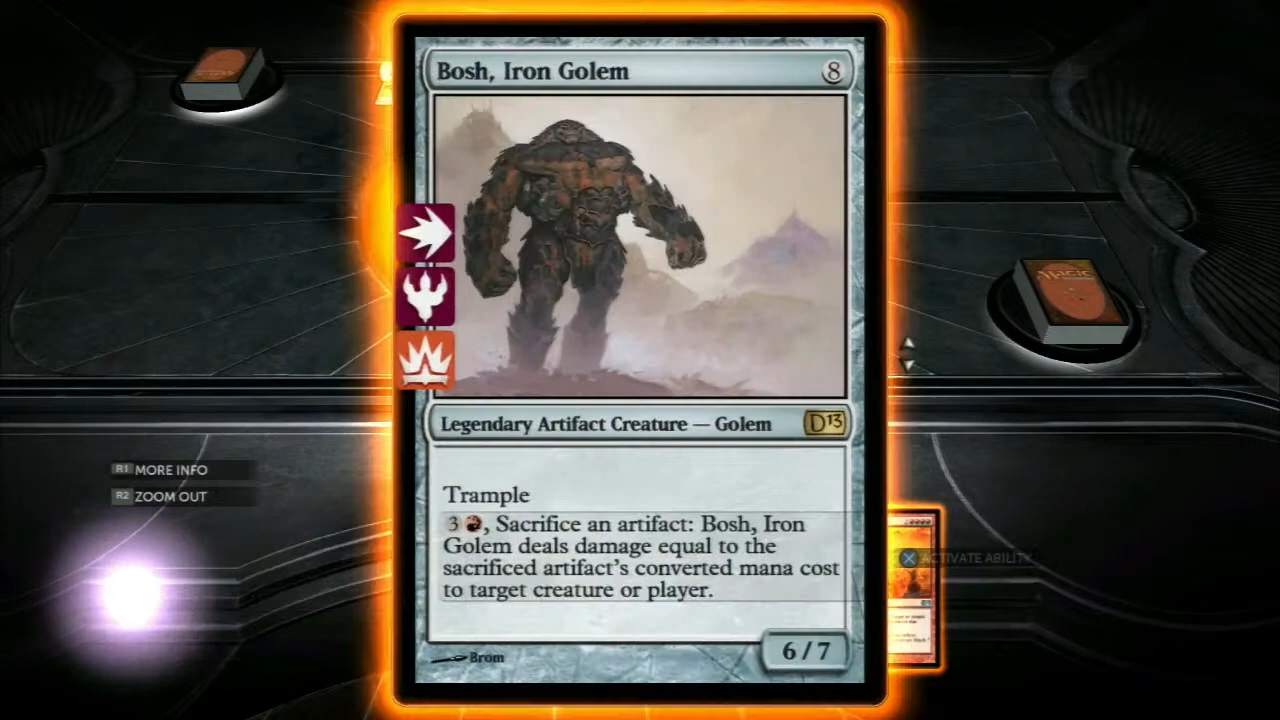 Bosh, Iron Golem 8
Legendary Artifact Creature — Golem D13
R1 MORE INFO
R2 ZOOM OUT
Trample
3 , Sacrifice an artifact: Bosh, Iron
Golem deals damage equal to the
sacrificed artifact's converted mana cost
to target creature or player.
6 / 7
Brom
MAGIC
ACTIVATE ABILITY